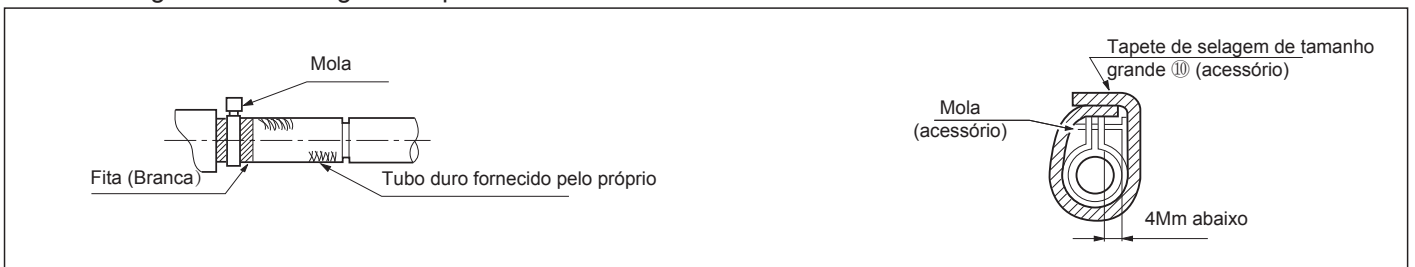 Mola
Fita (Branca)
Tubo duro fornecido pelo próprio
Tapete de selagem de tamanho
grande ⑩ (acessório)
Mola
(acessório)
4Mm abaixo